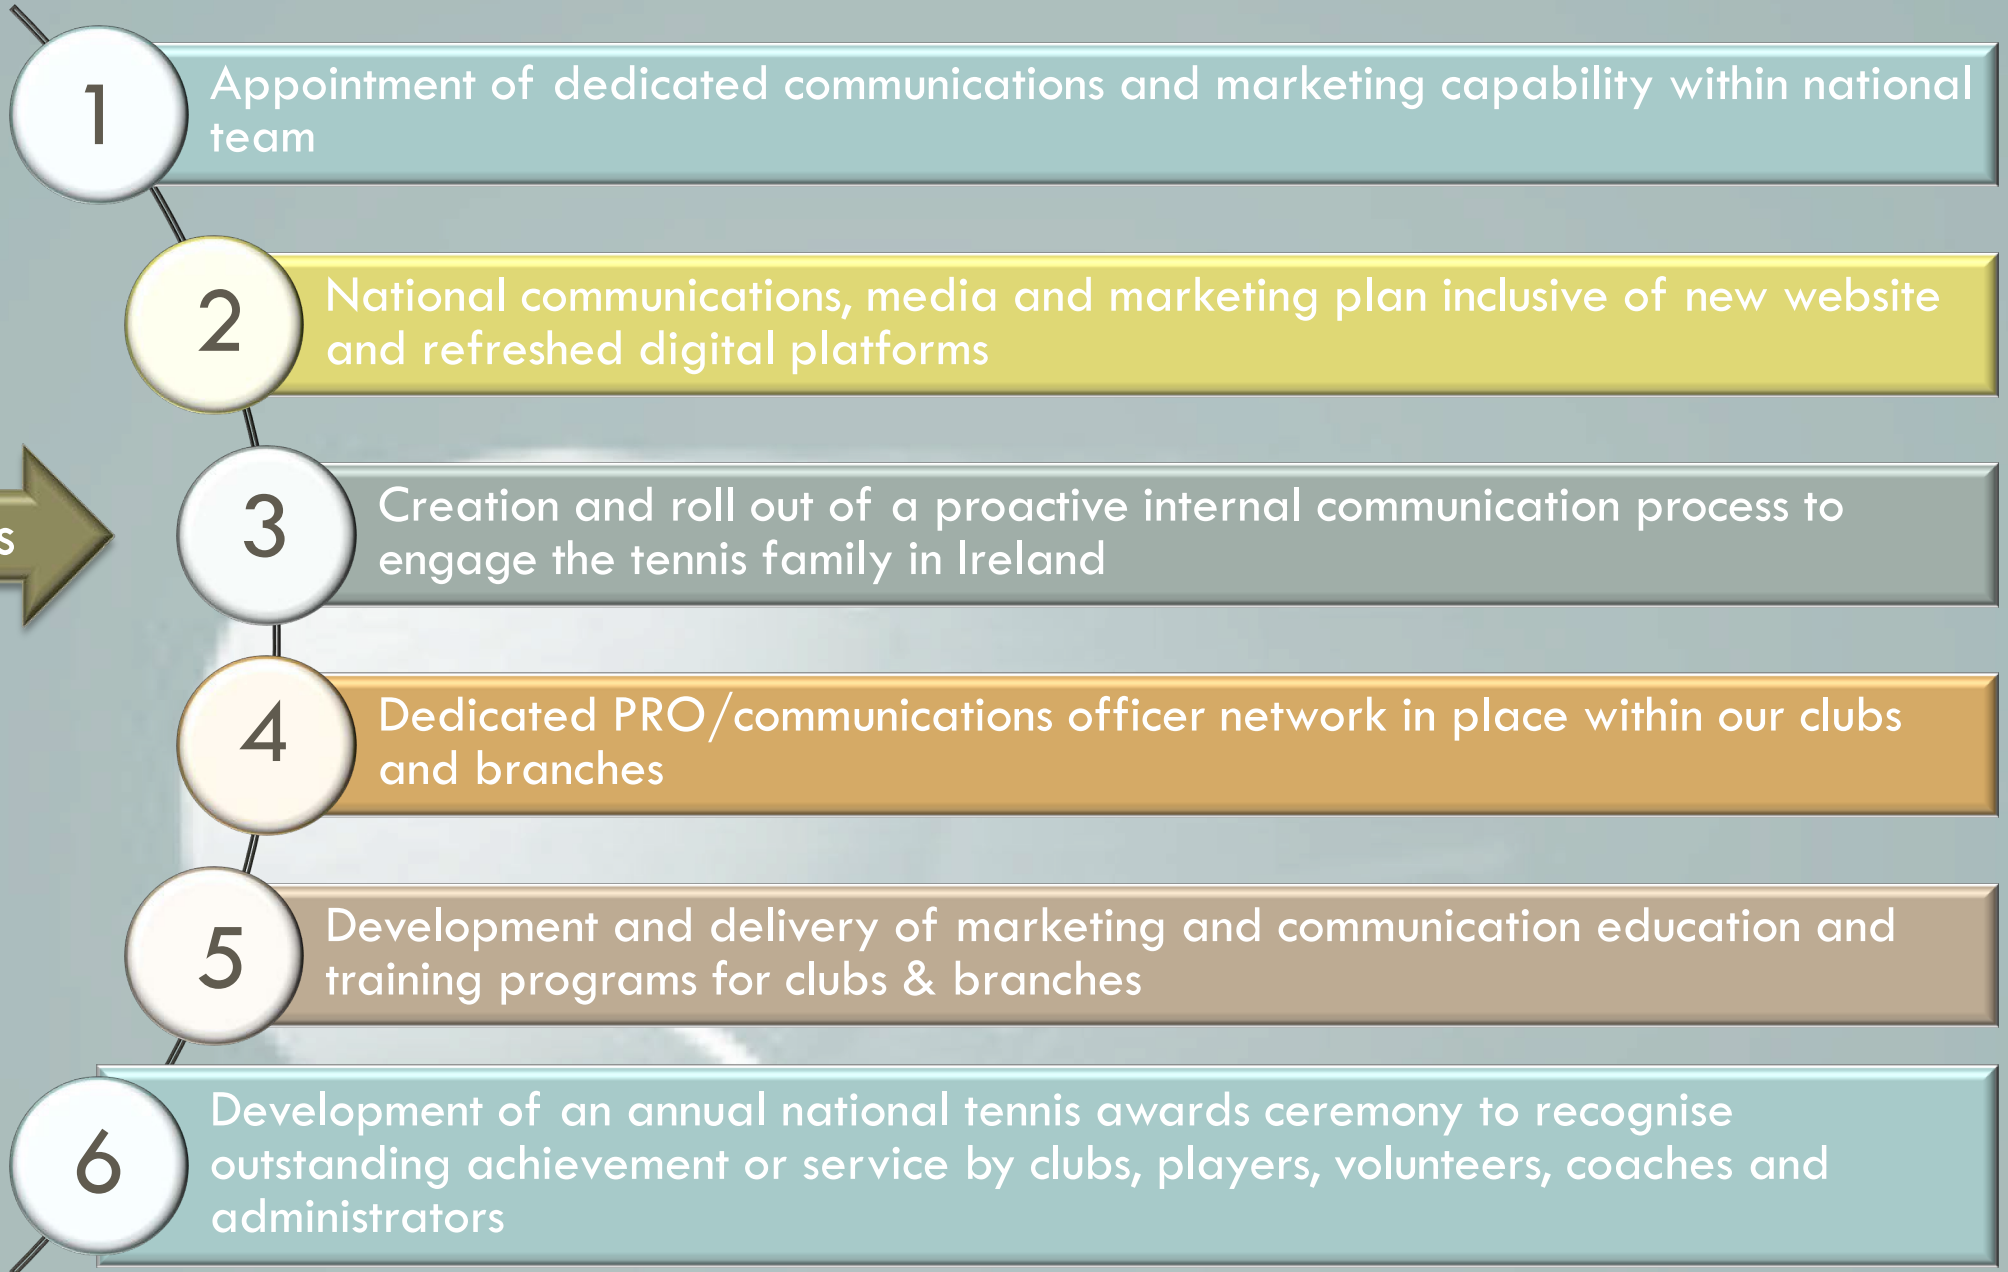 1
Appointment of dedicated communications and marketing capability within national
team
2
National communications, media and marketing plan inclusive of new website
and refreshed digital platforms
s
3
Creation and roll out of a proactive internal communication process to
engage the tennis family in Ireland
4
Dedicated PRO/communications officer network in place within our clubs
and branches
5
Development and delivery of marketing and communication education and
training programs for clubs & branches
6
Development of an annual national tennis awards ceremony to recognise
outstanding achievement or service by clubs, players, volunteers, coaches and
administrators